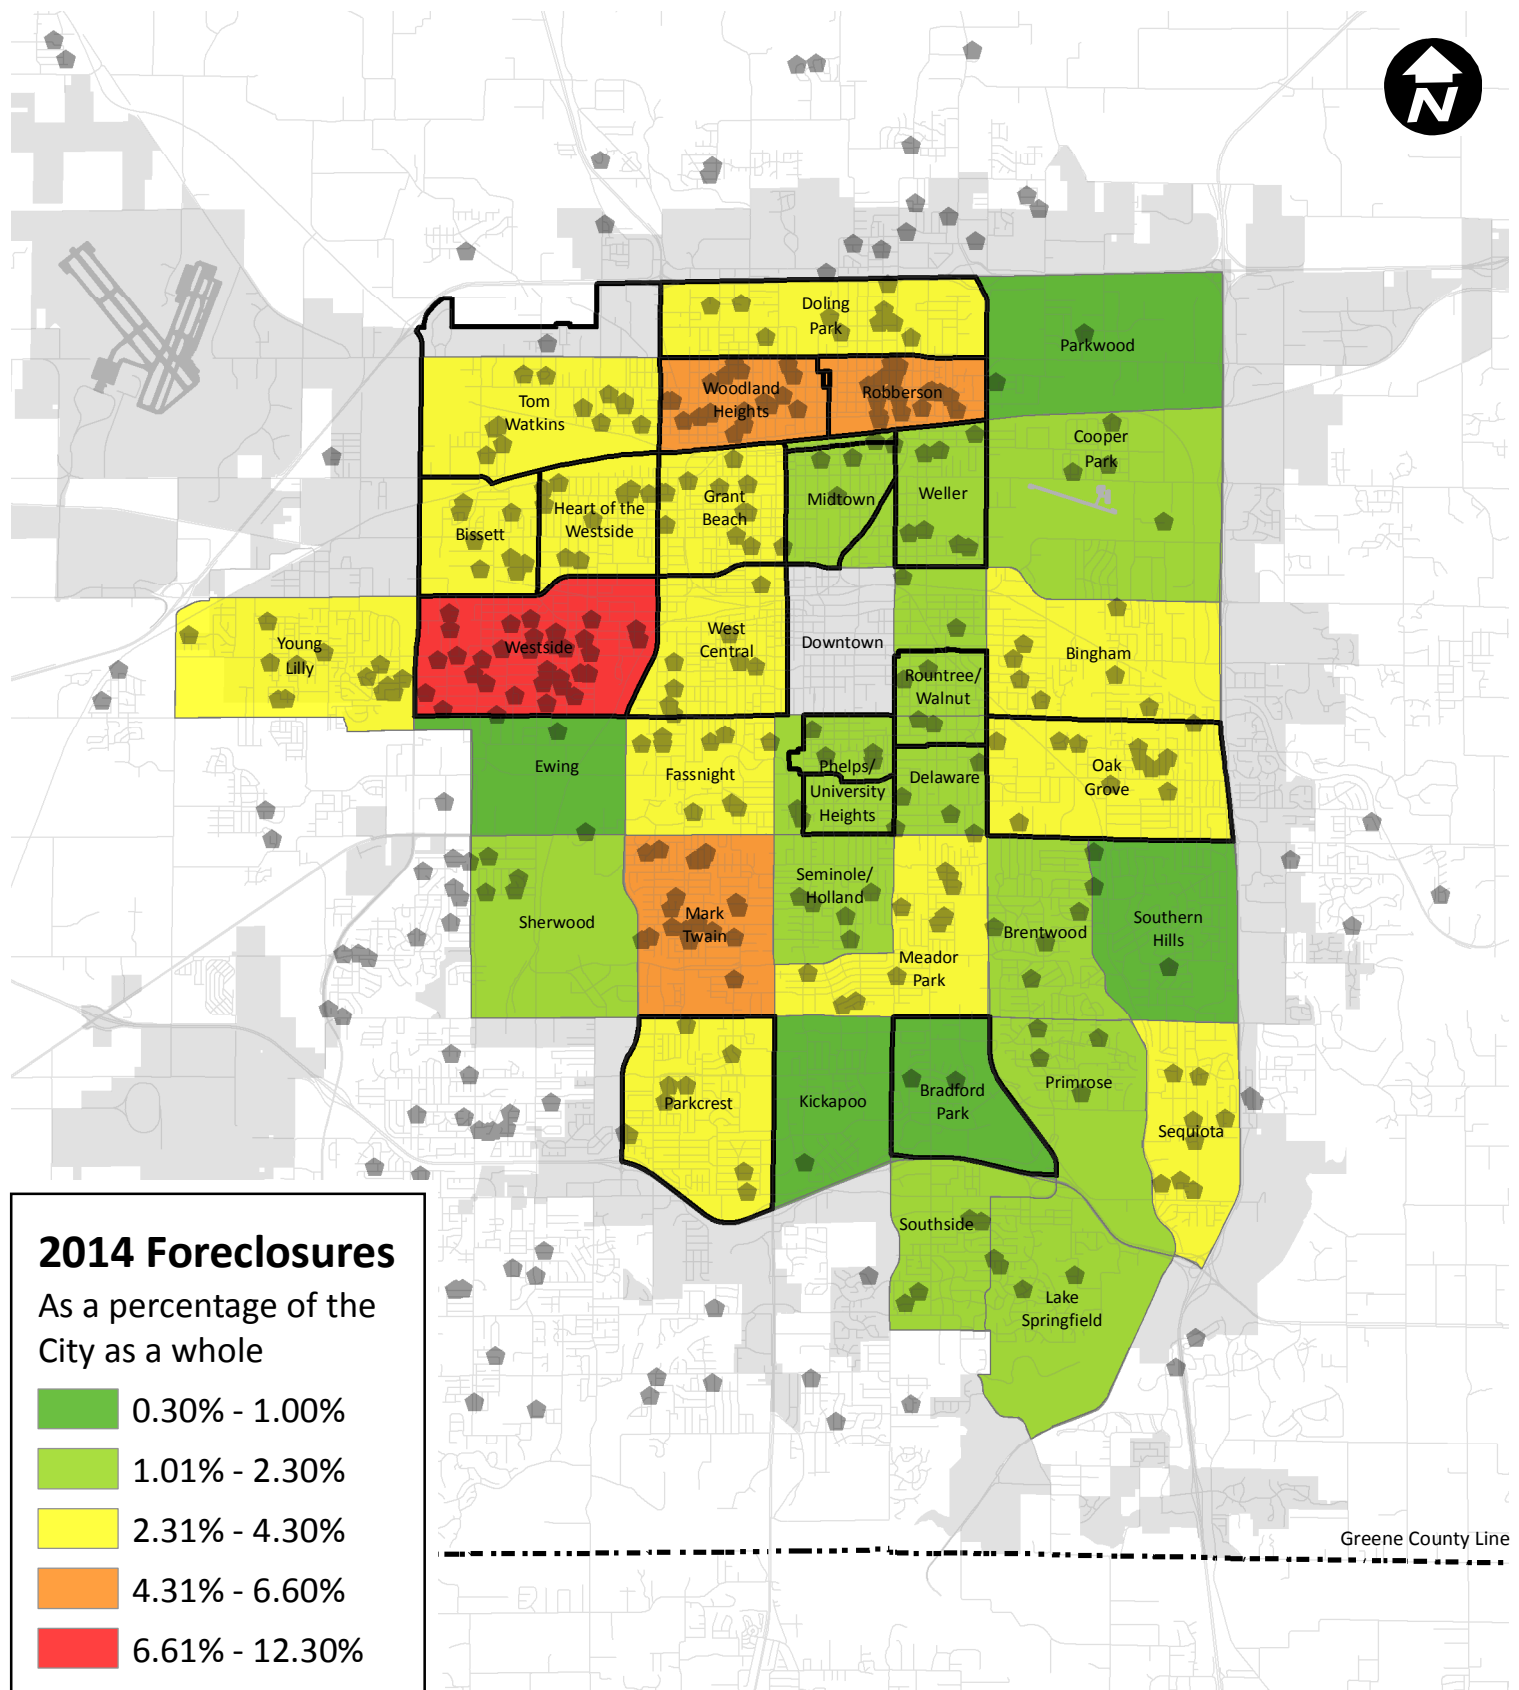 N
Doling
Park
Parkwood
Woodland
Heights
Robberson
Tom
Watkins
Cooper
Park
Grant
Beach
Midtown
Weller
Heart of the
Westside
Bissett
West
Central
Downtown
Westside
Young
Lilly
Bingham
Rountree/
Walnut
Ewing
Fassnight
Phelps/
University
Heights
Delaware
Oak
Grove
Sherwood
Mark
Twain
Seminole/
Holland
Meador
Park
Brentwood
Southern
Hills
Parkcrest
Kickapoo
Bradford
Park
Primrose
Sequiota
Southside
Lake
Springfield
2014 Foreclosures
As a percentage of the
City as a whole
0.30% - 1.00%
1.01% - 2.30%
2.31% - 4.30%
4.31% - 6.60%
6.61% - 12.30%
Greene County Line